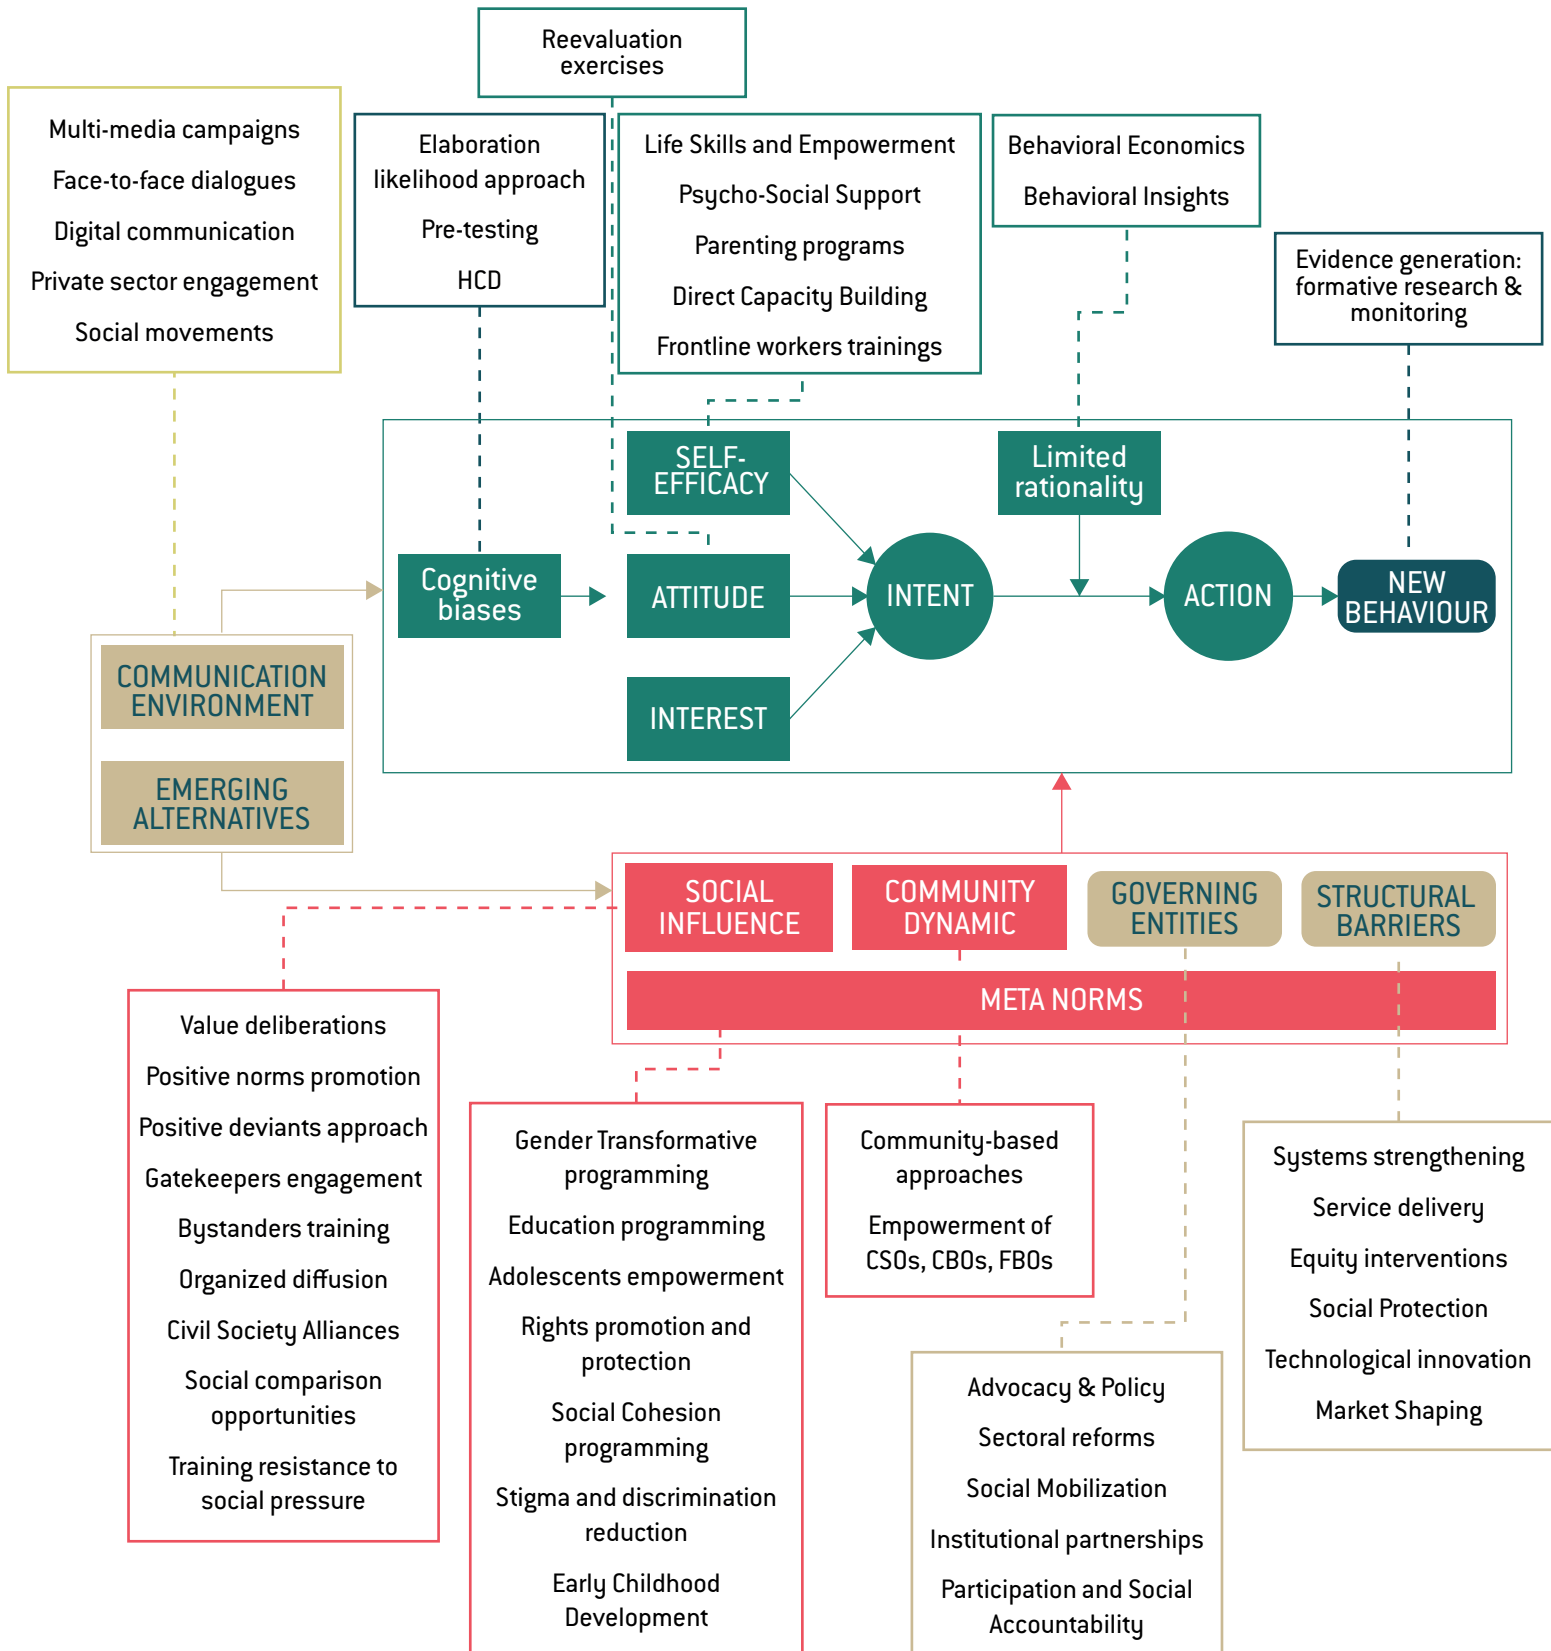 Reevaluation
exercises
Multi-media campaigns
Face-to-face dialogues
Digital communication
Private sector engagement
Social movements
Elaboration
likelihood approach
Pre-testing
HCD
Life Skills and Empowerment
Psycho-Social Support
Parenting programs
Direct Capacity Building
Frontline workers trainings
Behavioral Economics
Behavioral Insights
Evidence generation:
formative research &
monitoring
SELF-
EFFICACY
Limited
rationality
Cognitive
biases
ATTITUDE
INTENT
ACTION
NEW
BEHAVIOUR
INTEREST
COMMUNICATION
ENVIRONMENT
EMERGING
ALTERNATIVES
SOCIAL
INFLUENCE
COMMUNITY
DYNAMIC
GOVERNING
ENTITIES
STRUCTURAL
BARRIERS
META NORMS
Value deliberations
Positive norms promotion
Positive deviants approach
Gatekeepers engagement
Bystanders training
Organized diffusion
Civil Society Alliances
Social comparison
opportunities
Training resistance to
social pressure
Gender Transformative
programming
Education programming
Adolescents empowerment
Rights promotion and
protection
Social Cohesion
programming
Stigma and discrimination
reduction
Early Childhood
Development
Community-based
approaches
Empowerment of
CSOs, CBOs, FBOs
Advocacy & Policy
Sectoral reforms
Social Mobilization
Institutional partnerships
Participation and Social
Accountability
Systems strengthening
Service delivery
Equity interventions
Social Protection
Technological innovation
Market Shaping